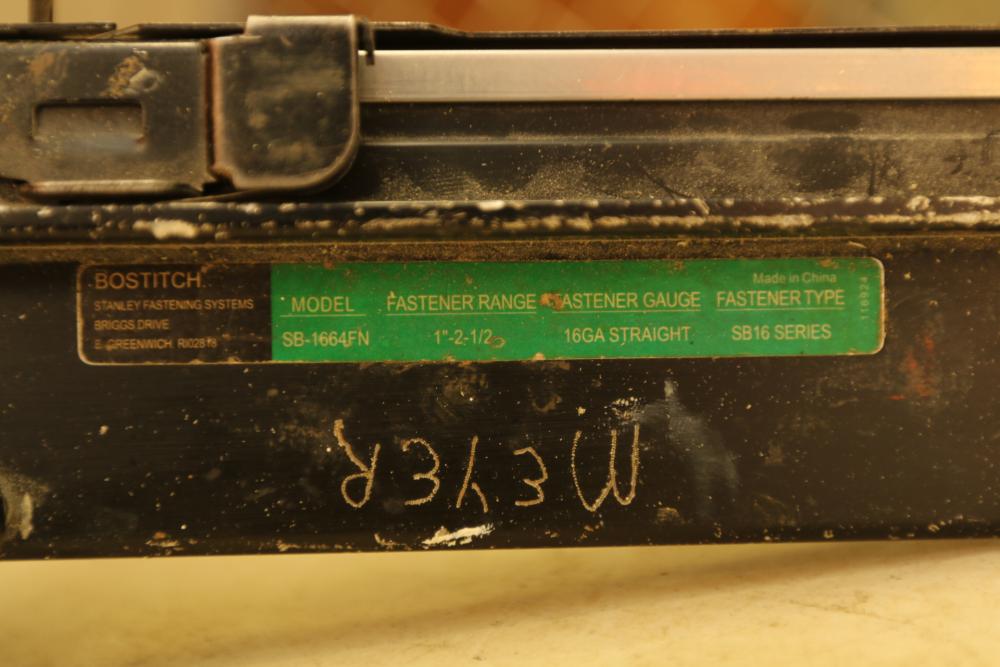 BOSTITCH
STANLEY FASTENING SYSTEMS
BRIGGS DRIVE
E. GREENWICH RI02818
MODEL
SB-1664FN
FASTENER RANGE
1"-2-1/2
FASTENER GAUGE
16GA STRAIGHT
Made in China
FASTENER TYPE
SB16 SERIES
116924
MEYER